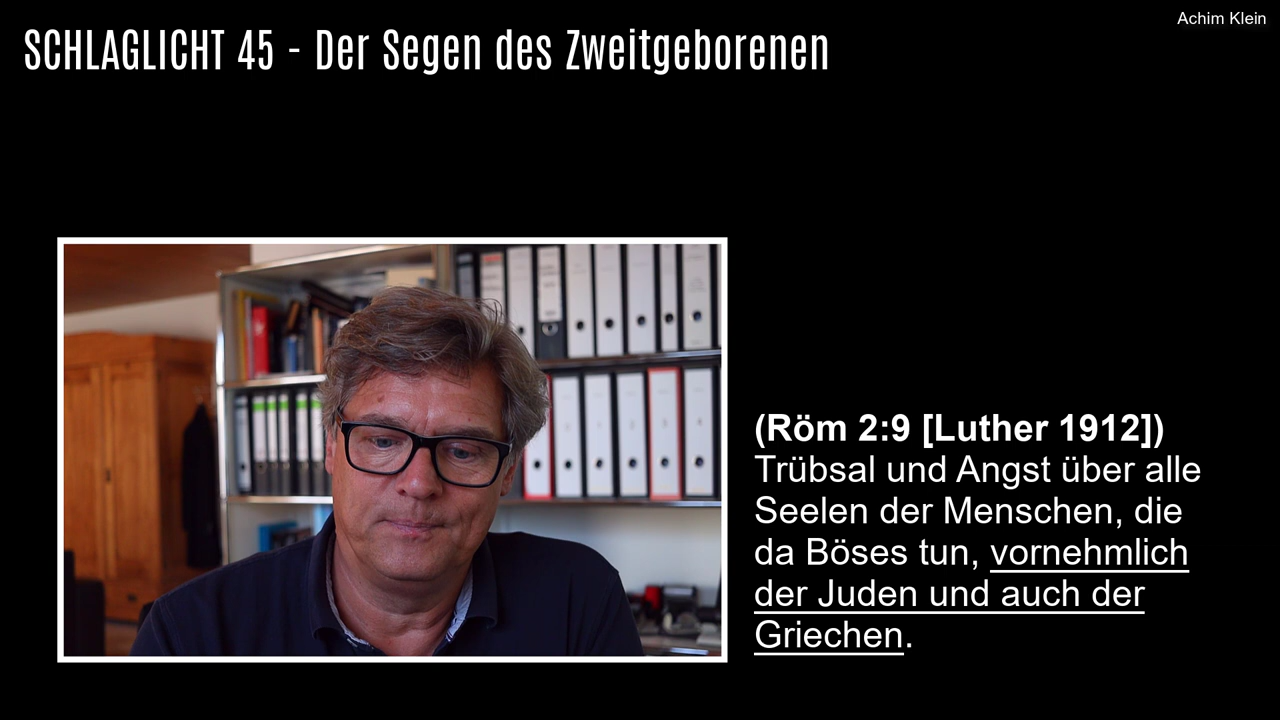 Achim Klein
SCHLAGLICHT 45 - Der Segen des Zweitgeborenen
(Röm 2:9 [Luther 1912])
Trübsal und Angst über alle
Seelen der Menschen, die
da Böses tun, vornehmlich
der Juden und auch der
Griechen.